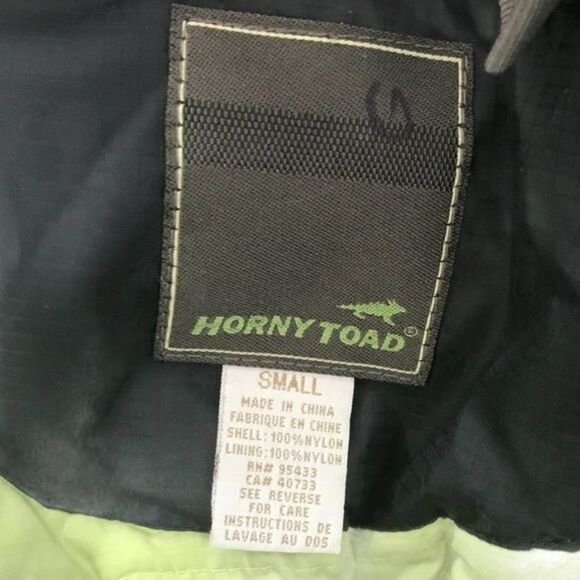 S
HORNY TOAD®
SMALL
MADE IN CHINA
FABRIQUE EN CHINE
SHELL:100%NYLON
LINING:100%NYLON
RN# 95433
CA# 40733
SEE REVERSE
FOR CARE
INSTRUCTIONS DE
LAVAGE AU DOS